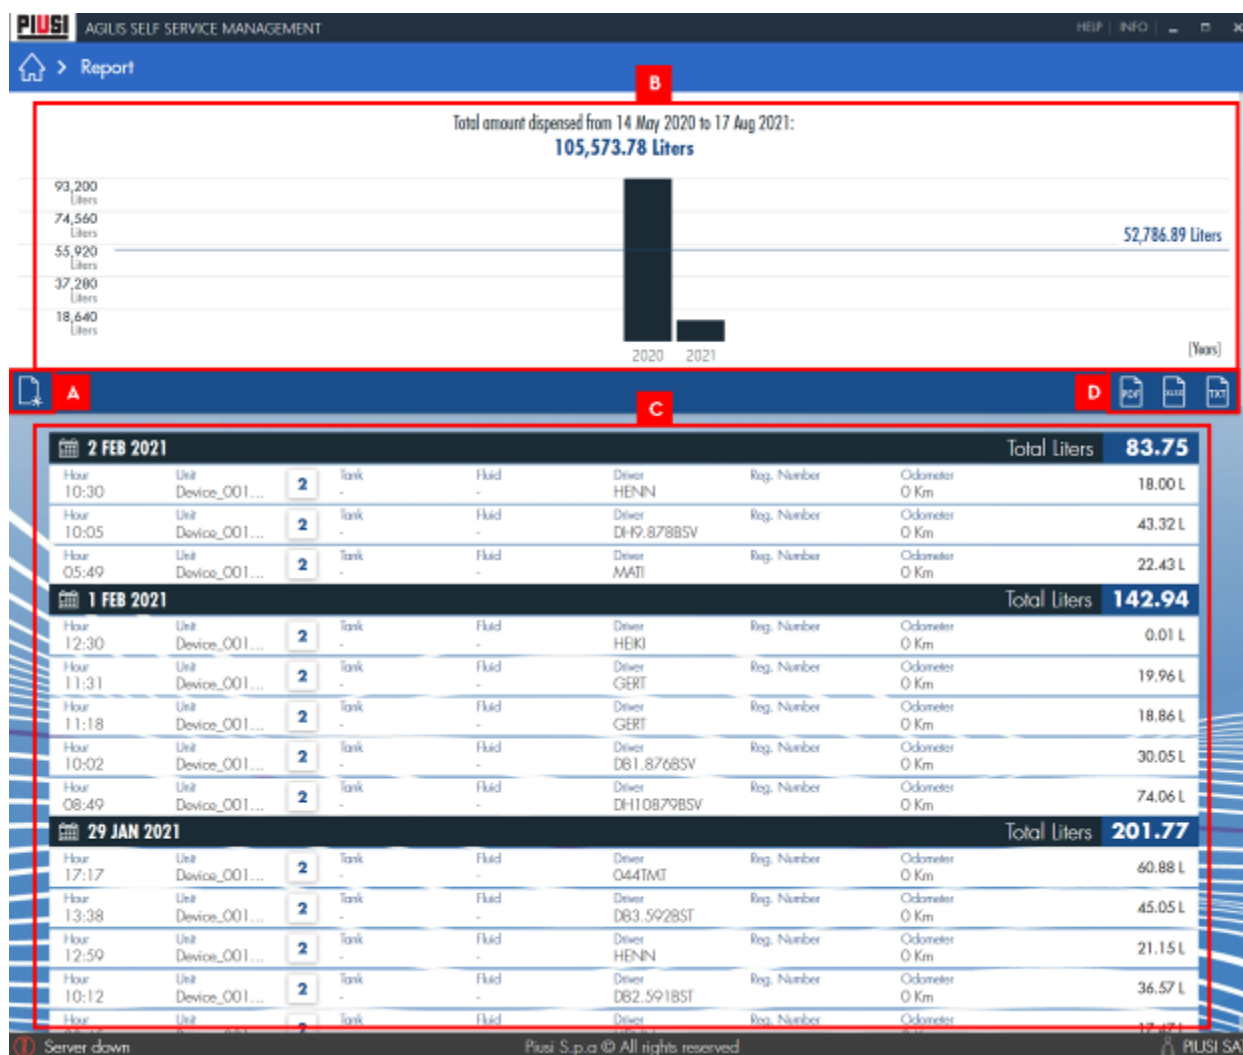 PIUSI AGILIS SELF SERVICE MANAGEMENT HELP | INFO |
> Report
B
Total amount dispensed from 14 May 2020 to 17 Aug 2021:
105,573.78 Liters
93,200
Liters
74,560
Liters
52,786.89 Liters
55,920
Liters
37,280
Liters
18,640
Liters
2020 2021 [Years]
A D PDF XLSX TXT
C
2 FEB 2021 Total Liters 83.75
Hour Unit Tank Fluid Driver Reg. Number Odometer
10:30 Device_001... 2 - - HENN 0 Km 18.00 L
Hour Unit Tank Fluid Driver Reg. Number Odometer
10:05 Device_001... 2 - - DH9.878BSV 0 Km 43.32 L
Hour Unit Tank Fluid Driver Reg. Number Odometer
05:49 Device_001... 2 - - MATI 0 Km 22.43 L
1 FEB 2021 Total Liters 142.94
Hour Unit Tank Fluid Driver Reg. Number Odometer
12:30 Device_001... 2 - - HEIKI 0 Km 0.01 L
Hour Unit Tank Fluid Driver Reg. Number Odometer
11:31 Device_001... 2 - - GERT 0 Km 19.96 L
Hour Unit Tank Fluid Driver Reg. Number Odometer
11:18 Device_001... 2 - - GERT 0 Km 18.86 L
Hour Unit Tank Fluid Driver Reg. Number Odometer
10:02 Device_001... 2 - - DB1.876BSV 0 Km 30.05 L
Hour Unit Tank Fluid Driver Reg. Number Odometer
08:49 Device_001... 2 - - DH10879BSV 0 Km 74.06 L
29 JAN 2021 Total Liters 201.77
Hour Unit Tank Fluid Driver Reg. Number Odometer
17:17 Device_001... 2 - - 044TMT 0 Km 60.88 L
Hour Unit Tank Fluid Driver Reg. Number Odometer
13:38 Device_001... 2 - - DB3.592BST 0 Km 45.05 L
Hour Unit Tank Fluid Driver Reg. Number Odometer
12:59 Device_001... 2 - - HENN 0 Km 21.15 L
Hour Unit Tank Fluid Driver Reg. Number Odometer
10:12 Device_001... 2 - - DB2.591BST 0 Km 36.57 L
Hour Unit Tank Fluid Driver Reg. Number Odometer
2
Server down Piusi S.p.a © All rights reserved PIUSI SA